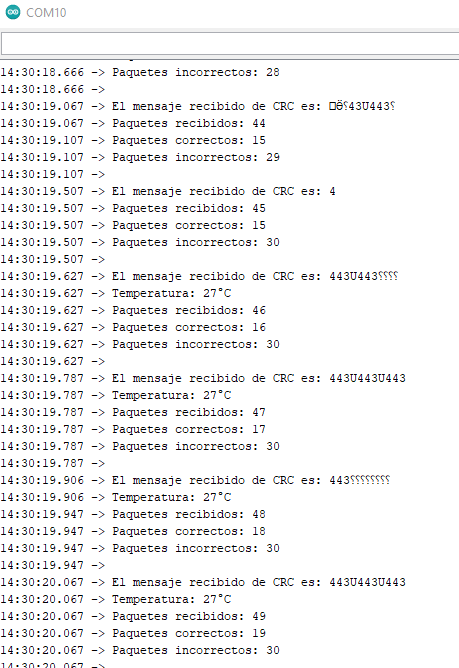 COM10
14:30:18.666 -> Paquetes incorrectos: 28
14:30:18.666 ->
14:30:19.067 -> El mensaje recibido de CRC es: □Ӫ⸮43U443⸮
14:30:19.067 -> Paquetes recibidos: 44
14:30:19.107 -> Paquetes correctos: 15
14:30:19.107 -> Paquetes incorrectos: 29
14:30:19.107 ->
14:30:19.507 -> El mensaje recibido de CRC es: 4
14:30:19.507 -> Paquetes recibidos: 45
14:30:19.507 -> Paquetes correctos: 15
14:30:19.507 -> Paquetes incorrectos: 30
14:30:19.507 ->
14:30:19.627 -> El mensaje recibido de CRC es: 443U443⸮⸮⸮⸮
14:30:19.627 -> Temperatura: 27°C
14:30:19.627 -> Paquetes recibidos: 46
14:30:19.627 -> Paquetes correctos: 16
14:30:19.627 -> Paquetes incorrectos: 30
14:30:19.627 ->
14:30:19.787 -> El mensaje recibido de CRC es: 443U443U443
14:30:19.787 -> Temperatura: 27°C
14:30:19.787 -> Paquetes recibidos: 47
14:30:19.787 -> Paquetes correctos: 17
14:30:19.787 -> Paquetes incorrectos: 30
14:30:19.787 ->
14:30:19.906 -> El mensaje recibido de CRC es: 443⸮⸮⸮⸮⸮⸮⸮⸮
14:30:19.906 -> Temperatura: 27°C
14:30:19.947 -> Paquetes recibidos: 48
14:30:19.947 -> Paquetes correctos: 18
14:30:19.947 -> Paquetes incorrectos: 30
14:30:19.947 ->
14:30:20.067 -> El mensaje recibido de CRC es: 443U443U443
14:30:20.067 -> Temperatura: 27°C
14:30:20.067 -> Paquetes recibidos: 49
14:30:20.067 -> Paquetes correctos: 19
14:30:20.067 -> Paquetes incorrectos: 30
14:30:20.067 ->